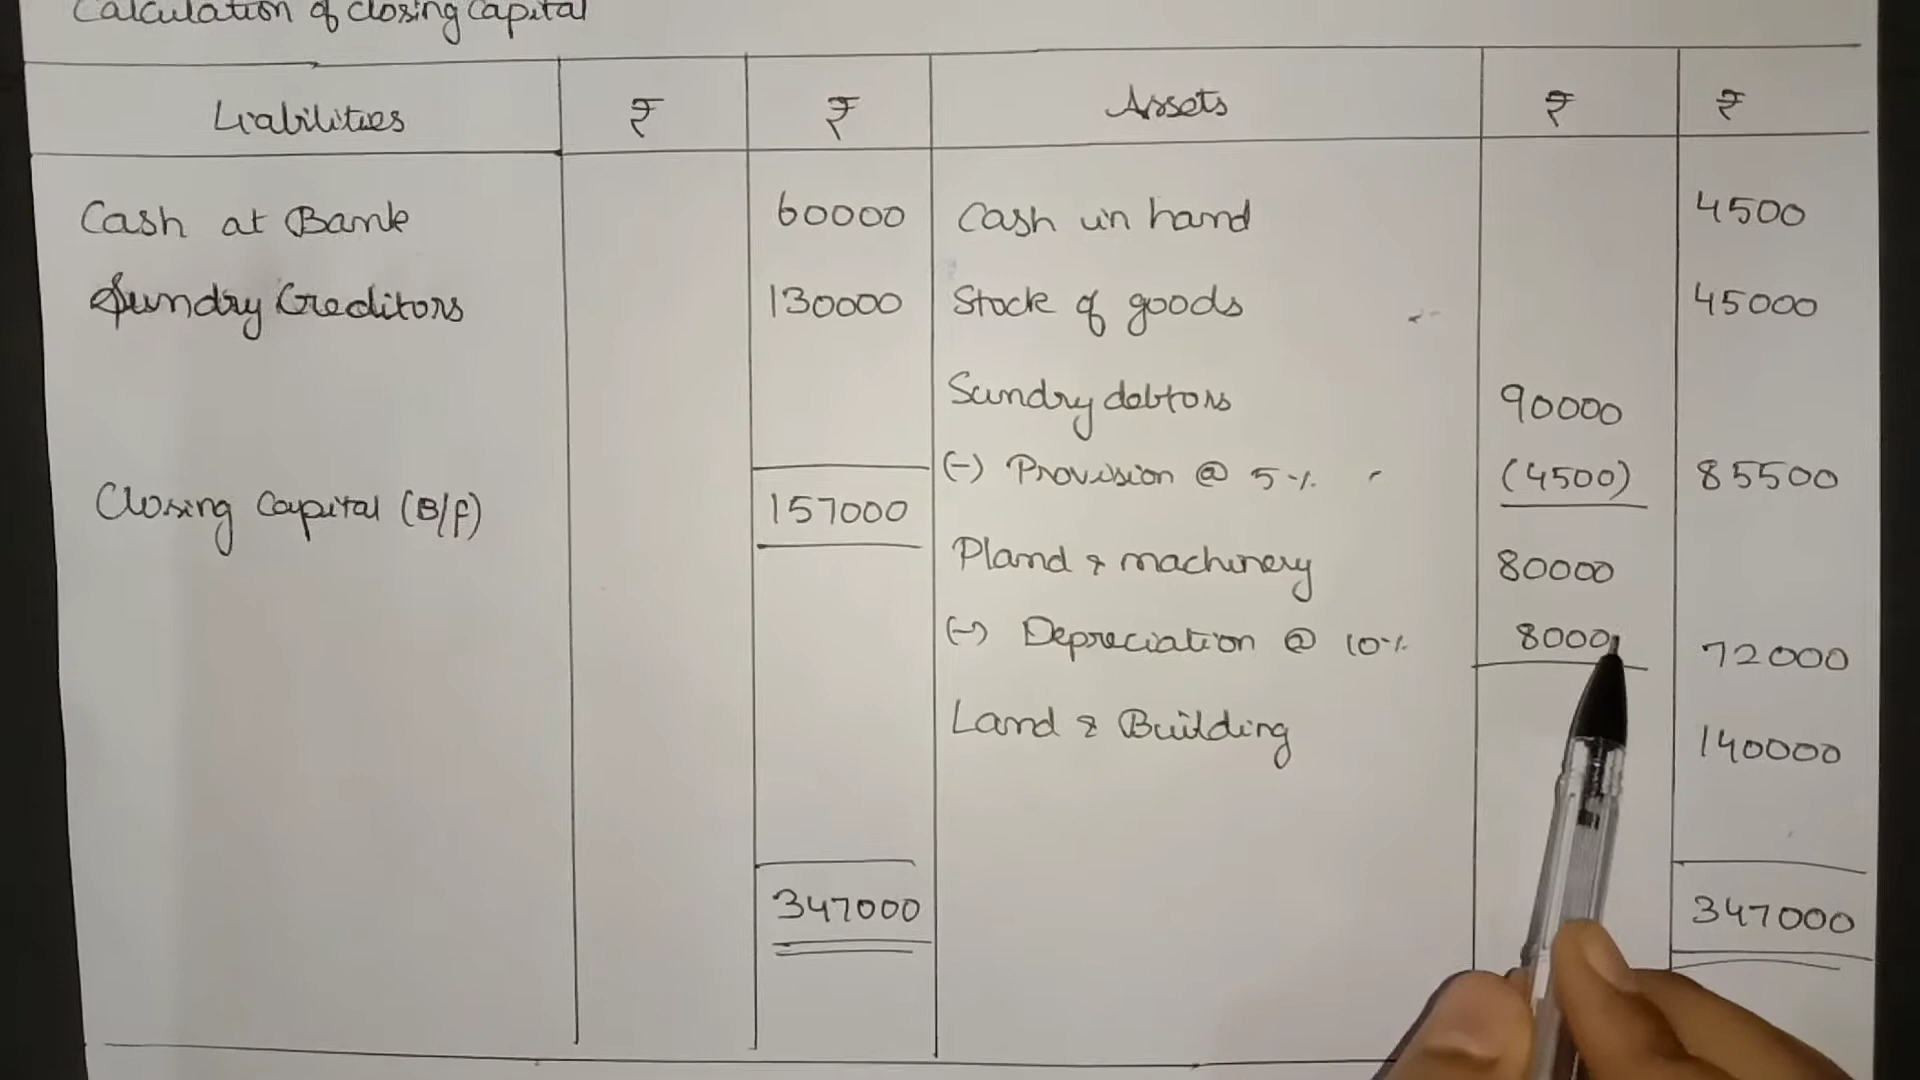 Calculation of closing capital
Liabilities ₹ ₹ Assets ₹ ₹
Cash at Bank 60000 Cash in hand 4500
Sundry Creditors 130000 Stock of goods 45000
Sundry debtors 90000
(-) Provision @ 5% (4500) 85500
Closing Capital (B/f) 157000
Pland & machinery 80000
(-) Depreciation @ 10% 8000 72000
Land & Building 140000
347000 347000